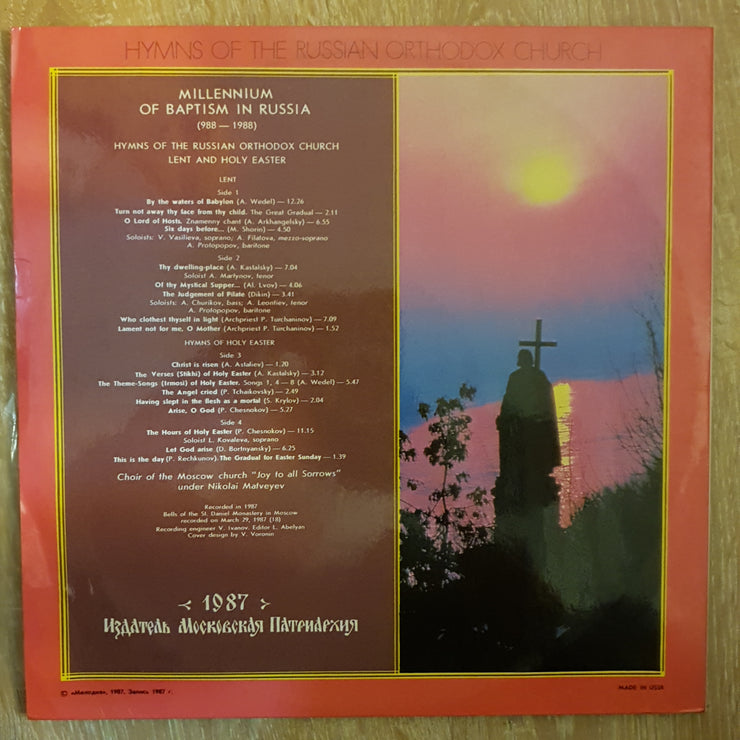 HYMNS OF THE RUSSIAN ORTHODOX CHURCH
MILLENNIUM
OF BAPTISM IN RUSSIA
(988 — 1988)
HYMNS OF THE RUSSIAN ORTHODOX CHURCH
LENT AND HOLY EASTER
LENT
Side 1
By the waters of Babylon (A. Wedel) — 12.26
Turn not away thy face from thy child. The Great Gradual — 2.11
O Lord of Hosts. Znamenny chant (A. Arkhangelsky) — 6.55
Six days before... (M. Shorin) — 4.50
Soloists: V. Vasilieva, soprano; A. Filatova, mezzo-soprano
A. Protopopov, baritone
Side 2
Thy dwelling-place (A. Kastalsky) — 7.04
Soloist A. Martynov, tenor
Of thy Mystical Supper... (Al. Lvov) — 4.06
The Judgement of Pilate (Dikin) — 3.41
Soloists: A. Churikov, bass; A. Leontiev, tenor
A. Protopopov, baritone
Who clothest thyself in light (Archpriest P. Turchaninov) — 7.09
Lament not for me, O Mother (Archpriest P. Turchaninov) — 1.52
HYMNS OF HOLY EASTER
Side 3
Christ is risen (A. Astafiev) — 1.20
The Verses (Stikhi) of Holy Easter (A. Kastalsky) — 3.12
The Theme-Songs (Irmosi) of Holy Easter. Songs 1, 4 — 8 (A. Wedel) — 5.47
The Angel cried (P. Tchaikovsky) — 2.49
Having slept in the flesh as a mortal (S. Krylov) — 2.04
Arise, O God (P. Chesnokov) — 5.27
Side 4
The Hours of Holy Easter (P. Chesnokov) — 11.15
Soloist L. Kovaleva, soprano
Let God arise (D. Bortnyansky) — 6.25
This is the day (P. Rechkunov). The Gradual for Easter Sunday — 1.39
Choir of the Moscow church "Joy to all Sorrows"
under Nikolai Matveyev
Recorded in 1987
Bells of the St. Daniel Monastery in Moscow
recorded on March 29, 1987 (18)
Recording engineer V. Ivanov. Editor L. Abelyan
Cover design by V. Voronin
1987
Издатель Московская Патриархия
© «Мелодия», 1987. Запись 1987 г.
MADE IN USSR